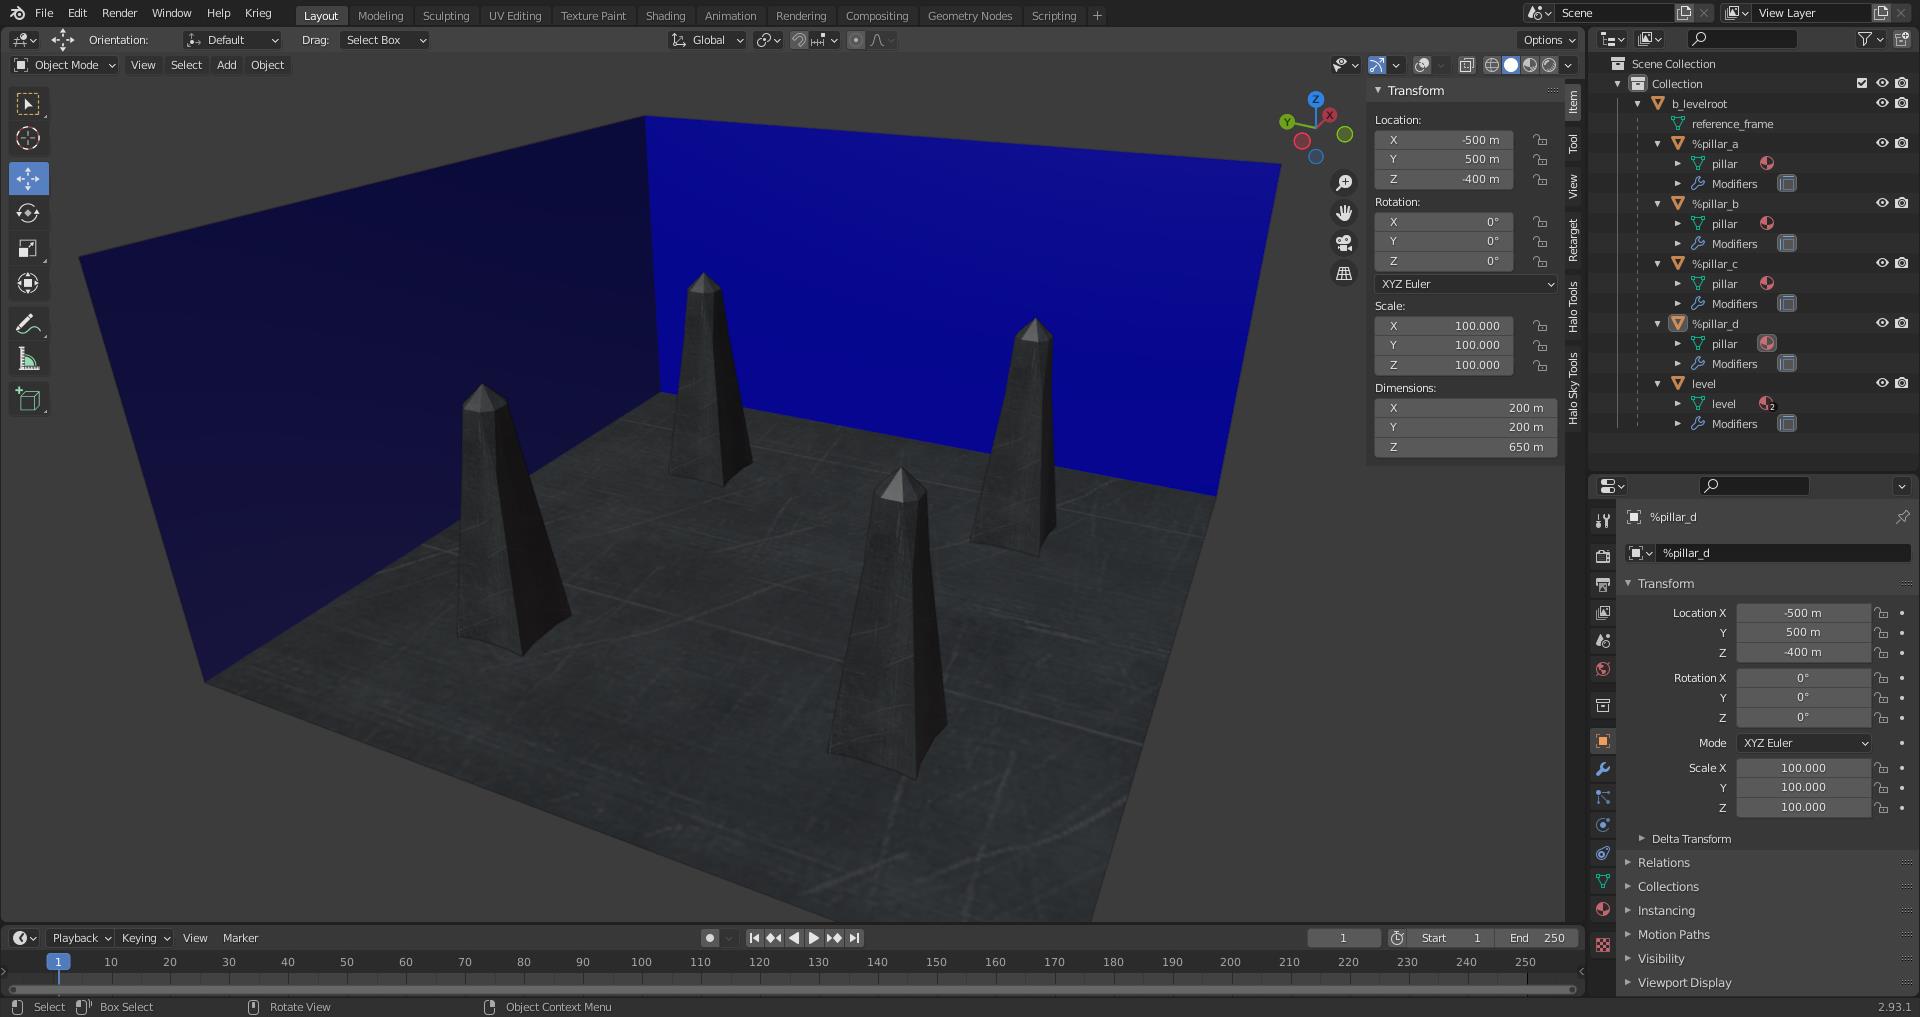 File Edit Render Window Help Krieg Layout Modeling Sculpting UV Editing Texture Paint Shading Animation Rendering Compositing Geometry Nodes Scripting + Scene View Layer
Orientation: Default Drag: Select Box Global Options
Object Mode View Select Add Object
Z
Y
X
Transform
Location:
X -500 m
Y 500 m
Z -400 m
Rotation:
X 0°
Y 0°
Z 0°
XYZ Euler
Scale:
X 100.000
Y 100.000
Z 100.000
Dimensions:
X 200 m
Y 200 m
Z 650 m
Item
Tool
View
Retarget
Halo Tools
Halo Sky Tools
Scene Collection
Collection
b_levelroot
reference_frame
%pillar_a
pillar
Modifiers
%pillar_b
pillar
Modifiers
%pillar_c
pillar
Modifiers
%pillar_d
pillar
Modifiers
level
level 2
Modifiers
%pillar_d
%pillar_d
Transform
Location X -500 m
Y 500 m
Z -400 m
Rotation X 0°
Y 0°
Z 0°
Mode XYZ Euler
Scale X 100.000
Y 100.000
Z 100.000
Delta Transform
Relations
Collections
Instancing
Motion Paths
Visibility
Viewport Display
Playback Keying View Marker 1 Start 1 End 250
1 10 20 30 40 50 60 70 80 90 100 110 120 130 140 150 160 170 180 190 200 210 220 230 240 250
Select Box Select Rotate View Object Context Menu 2.93.1